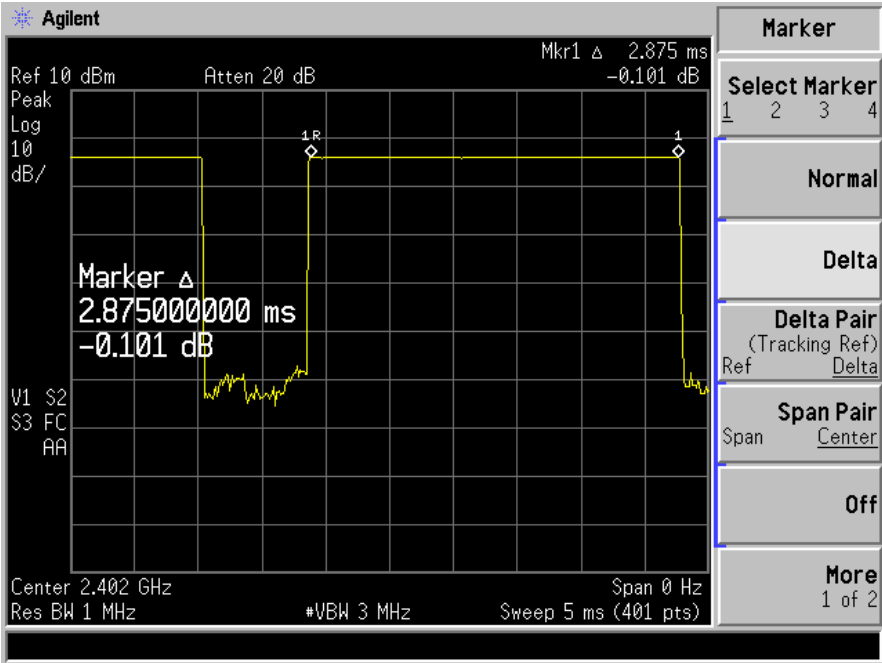 Agilent
Mkr1 Δ 2.875 ms
Ref 10 dBm Atten 20 dB -0.101 dB
Peak
Log
10
dB/
1R
1
Marker Δ
2.875000000 ms
-0.101 dB
V1 S2
S3 FC
AA
Center 2.402 GHz Span 0 Hz
Res BW 1 MHz #VBW 3 MHz Sweep 5 ms (401 pts)
Marker
Select Marker
1 2 3 4
Normal
Delta
Delta Pair
(Tracking Ref)
Ref Delta
Span Pair
Span Center
Off
More
1 of 2